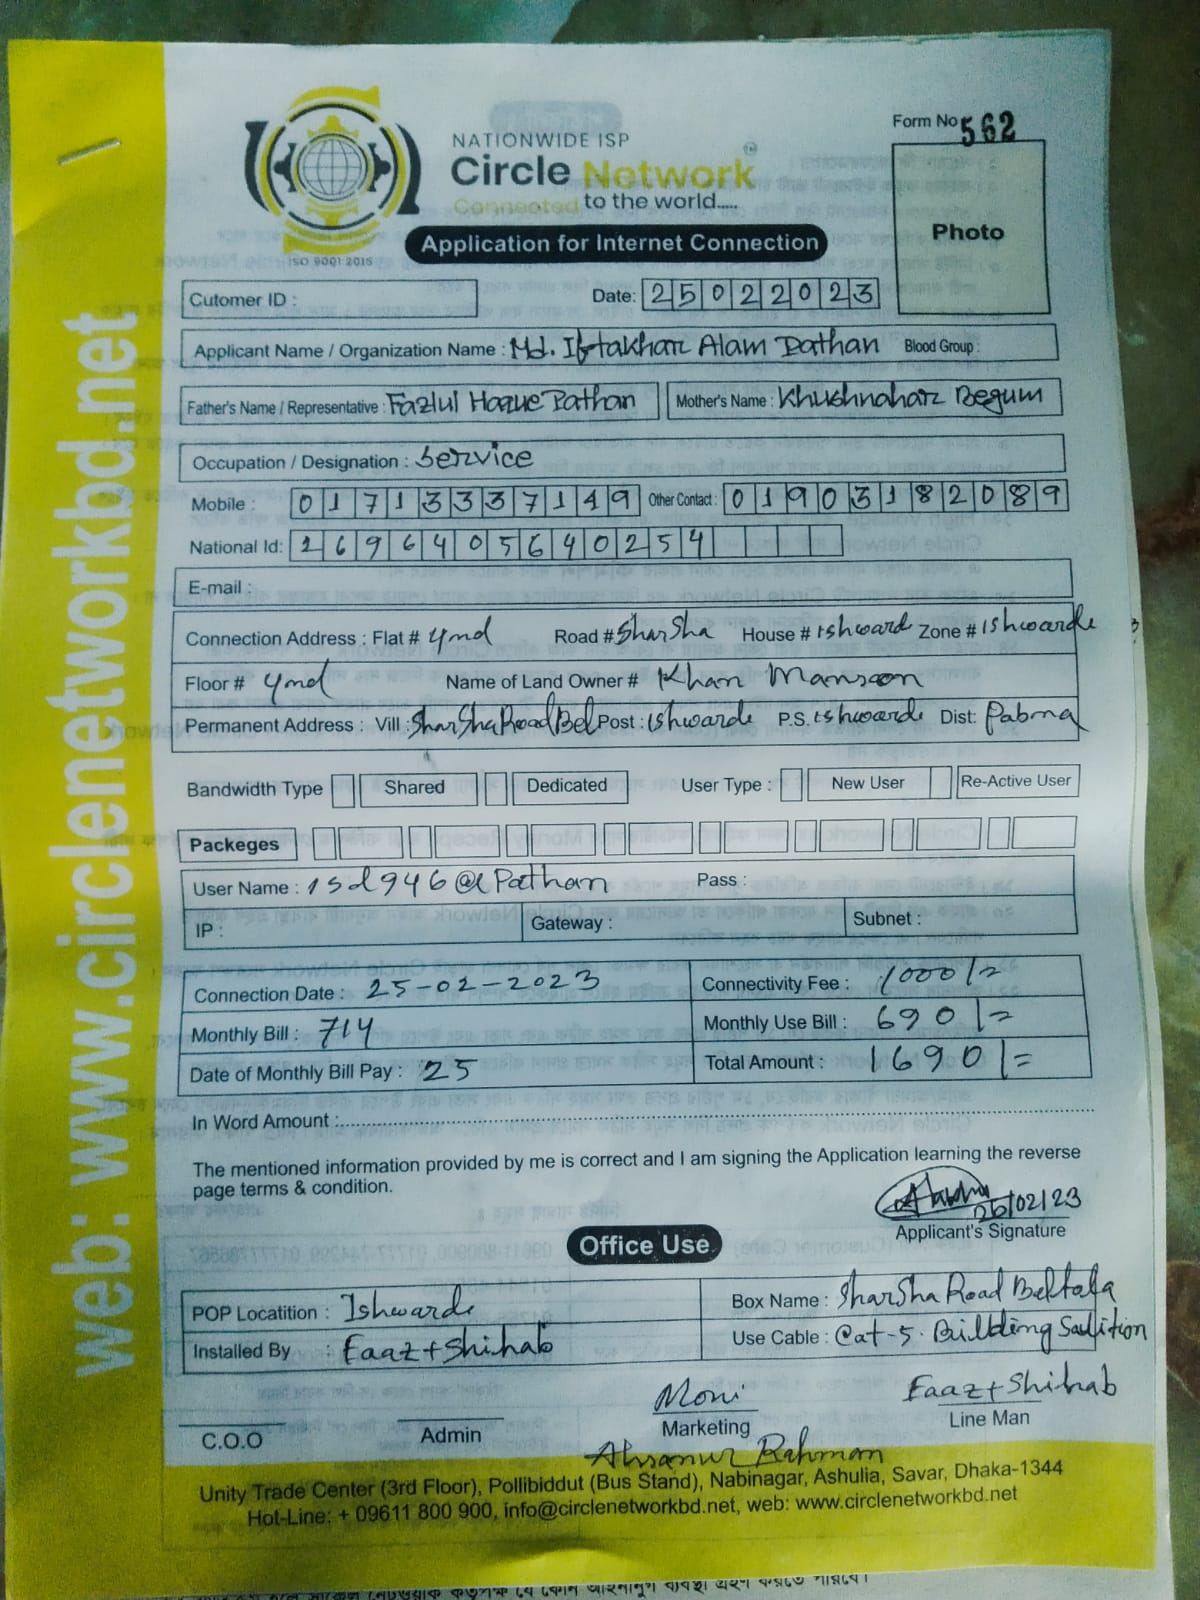 Form No 562
NATIONWIDE ISP
Circle Network
Connected to the world.....
ISO 9001:2015
Application for Internet Connection
Photo
web: www.circlenetworkbd.net
Cutomer ID :
Date: 25022023
Applicant Name / Organization Name : Md. Iftakhar Alam Pathan Blood Group :
Father's Name / Representative : Fazlul Haque Pathan Mother's Name : Khushnahar Begum
Occupation / Designation : Service
Mobile : 01713337149 Other Contact : 01903182089
National Id: 2696405640254
E-mail :
Connection Address : Flat # 4nd Road # SharSha House # Ishward Zone # Ishwarde
Floor # 4nd Name of Land Owner # Khan Manson
Permanent Address : Vill : SharSha Road Bel Post : Ishwarde P.S. Ishwarde Dist: Pabna
Bandwidth Type Shared Dedicated User Type : New User Re-Active User
Packeges
User Name : isd946@Pathan Pass :
IP : Gateway : Subnet :
Connection Date : 25-02-2023 Connectivity Fee : 1000/=
Monthly Bill : 714 Monthly Use Bill : 690/=
Date of Monthly Bill Pay : 25 Total Amount : 1690/=
In Word Amount :
The mentioned information provided by me is correct and I am signing the Application learning the reverse
page terms & condition.
25/02/23
Applicant's Signature
Office Use
POP Locatition : Ishwarde Box Name : SharSha Road Beltala
Installed By : Faaz+Shihab Use Cable : Cat-5. Building Saulition
Moni Faaz+Shihab
C.O.O Admin Marketing Line Man
Ahsanur Rahman
Unity Trade Center (3rd Floor), Pollibiddut (Bus Stand), Nabinagar, Ashulia, Savar, Dhaka-1344
Hot-Line: + 09611 800 900, info@circlenetworkbd.net, web: www.circlenetworkbd.net